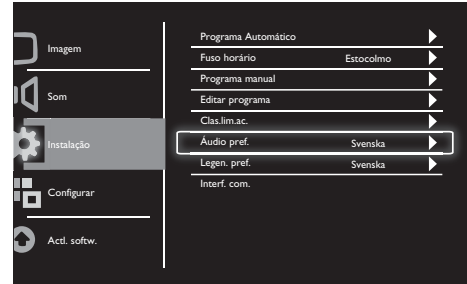 Imagem
Som
Instalação
Configurar
Actl. softw.
Programa Automático
Fuso horário Estocolmo
Programa manual
Editar programa
Clas.lim.ac.
Áudio pref. Svenska
Legen. pref. Svenska
Interf. com.